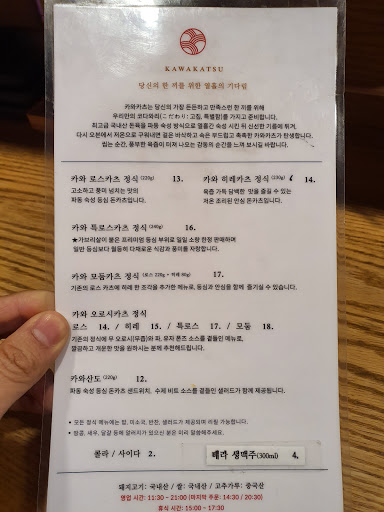 KAWAKATSU
당신의 한 끼를 위한 열흘의 기다림
카와카츠는 당신의 가장 든든하고 만족스런 한 끼를 위해
우리만의 코다와리(こだわり: 고집, 특별함)를 가지고 준비합니다.
최고급 국내산 돈육을 파동 숙성 방식으로 열흘간 숙성 시킨 뒤 신선한 기름에 튀겨,
다시 오븐에서 저온으로 구워내면 겉은 바삭하고 속은 부드럽고 촉촉한 카와카츠가 탄생합니다.
씹는 순간, 풍부한 육즙이 터져 나오는 감동의 순간을 느껴 보시길 바랍니다.
카와 로스카츠 정식 (220g) 13.
고소하고 풍미 넘치는 맛의
파동 숙성 등심 돈카츠입니다.
카와 히레카츠 정식 (230g) 14.
육즙 가득 담백한 맛을 즐길 수 있는
저온 조리된 안심 돈카츠입니다.
카와 특로스카츠 정식 (240g) 16.
★가브리살이 붙은 프리미엄 등심 부위로 일일 소량 한정 판매하며
일반 등심보다 월등히 다채로운 식감과 풍미를 자랑합니다.
카와 모둠카츠 정식 (로스 220g + 히레 80g) 17.
기존의 로스 카츠에 히레 한 조각을 추가한 메뉴로, 등심과 안심을 함께 즐기실 수 있습니다.
카와 오로시카츠 정식
로스 14. / 히레 15. / 특로스 17. / 모둠 18.
기존의 정식에 무 오로시(무즙)와 파, 유자 폰즈 소스를 곁들인 메뉴로,
깔끔하고 개운한 맛을 원하시는 분께 추천해드립니다.
카와산도 (220g) 12.
파동 숙성 등심 돈카츠 샌드위치, 수제 비트 소스를 곁들인 샐러드가 함께 제공됩니다.
• 모든 정식 메뉴에는 밥, 미소국, 반찬, 샐러드가 제공되며 리필 가능합니다.
• 땅콩, 새우, 달걀 등에 알러지가 있으신 분은 미리 말씀해주세요.
콜라 / 사이다 2.
테라 생맥주(300ml) 4.
돼지고기: 국내산 / 쌀: 국내산 / 고추가루: 중국산
영업 시간: 11:30 - 21:00 (마지막 주문: 14:30 / 20:30)
휴식 시간: 15:00 - 17:30